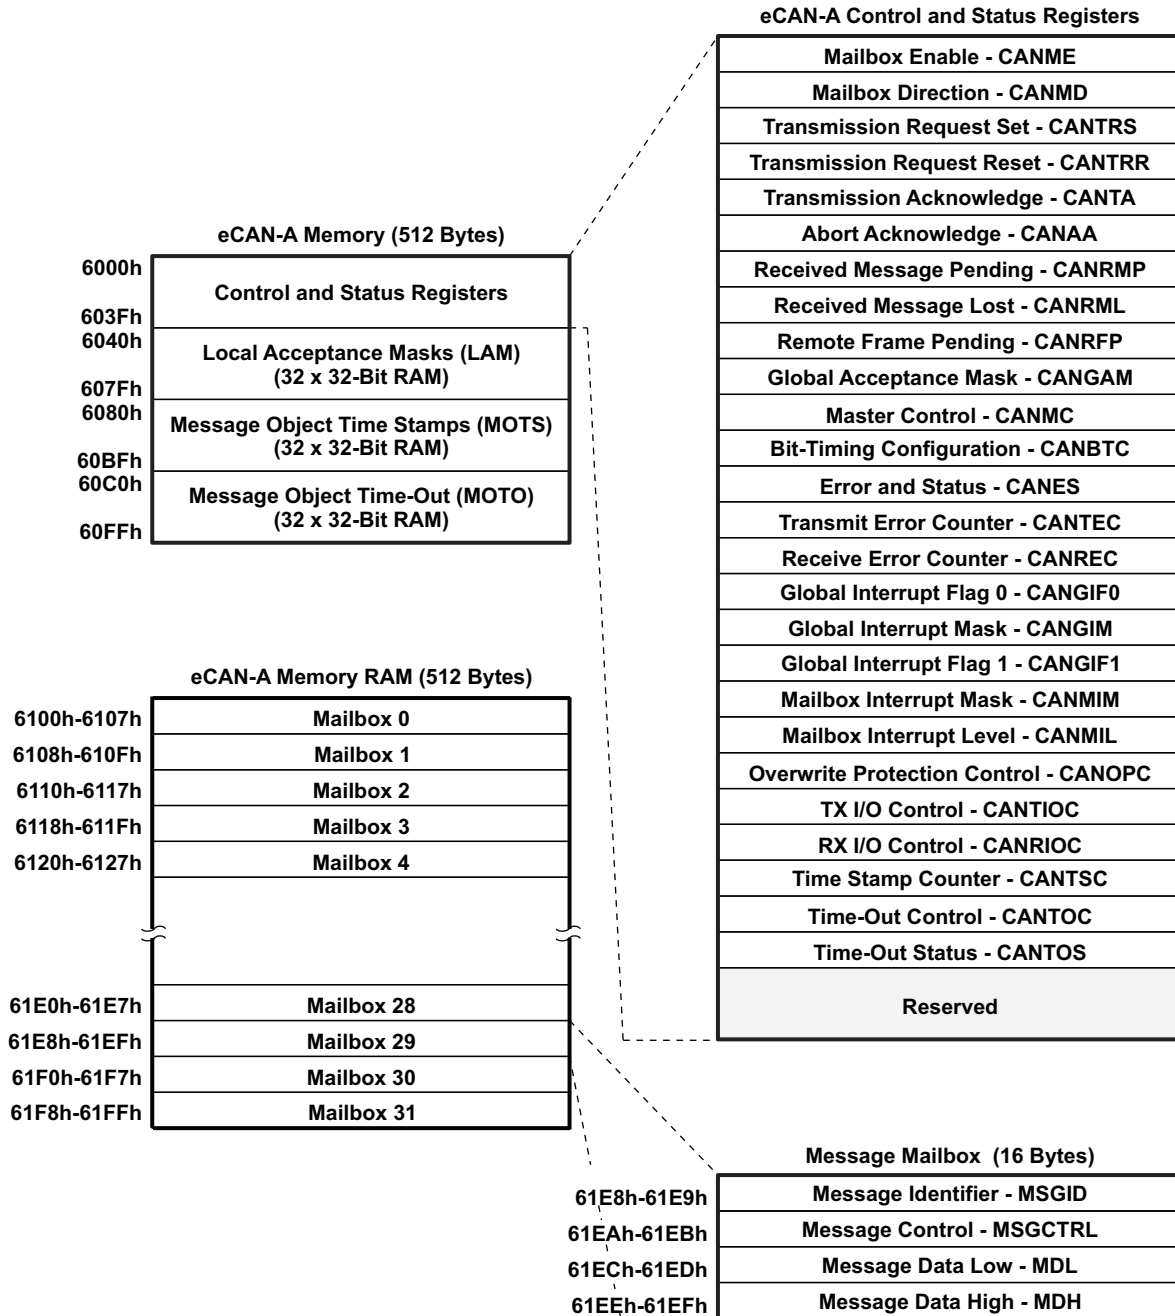 eCAN-A Control and Status Registers
Mailbox Enable - CANME
Mailbox Direction - CANMD
Transmission Request Set - CANTRS
Transmission Request Reset - CANTRR
Transmission Acknowledge - CANTA
Abort Acknowledge - CANAA
Received Message Pending - CANRMP
Received Message Lost - CANRML
Remote Frame Pending - CANRFP
Global Acceptance Mask - CANGAM
Master Control - CANMC
Bit-Timing Configuration - CANBTC
Error and Status - CANES
Transmit Error Counter - CANTEC
Receive Error Counter - CANREC
Global Interrupt Flag 0 - CANGIF0
Global Interrupt Mask - CANGIM
Global Interrupt Flag 1 - CANGIF1
Mailbox Interrupt Mask - CANMIM
Mailbox Interrupt Level - CANMIL
Overwrite Protection Control - CANOPC
TX I/O Control - CANTIOC
RX I/O Control - CANRIOC
Time Stamp Counter - CANTSC
Time-Out Control - CANTOC
Time-Out Status - CANTOS
Reserved
eCAN-A Memory (512 Bytes)
6000h
Control and Status Registers
603Fh
6040h
Local Acceptance Masks (LAM)
(32 x 32-Bit RAM)
607Fh
6080h
Message Object Time Stamps (MOTS)
(32 x 32-Bit RAM)
60BFh
60C0h
Message Object Time-Out (MOTO)
(32 x 32-Bit RAM)
60FFh
eCAN-A Memory RAM (512 Bytes)
6100h-6107h Mailbox 0
6108h-610Fh Mailbox 1
6110h-6117h Mailbox 2
6118h-611Fh Mailbox 3
6120h-6127h Mailbox 4
61E0h-61E7h Mailbox 28
61E8h-61EFh Mailbox 29
61F0h-61F7h Mailbox 30
61F8h-61FFh Mailbox 31
Message Mailbox (16 Bytes)
61E8h-61E9h Message Identifier - MSGID
61EAh-61EBh Message Control - MSGCTRL
61ECh-61EDh Message Data Low - MDL
61EEh-61EFh Message Data High - MDH